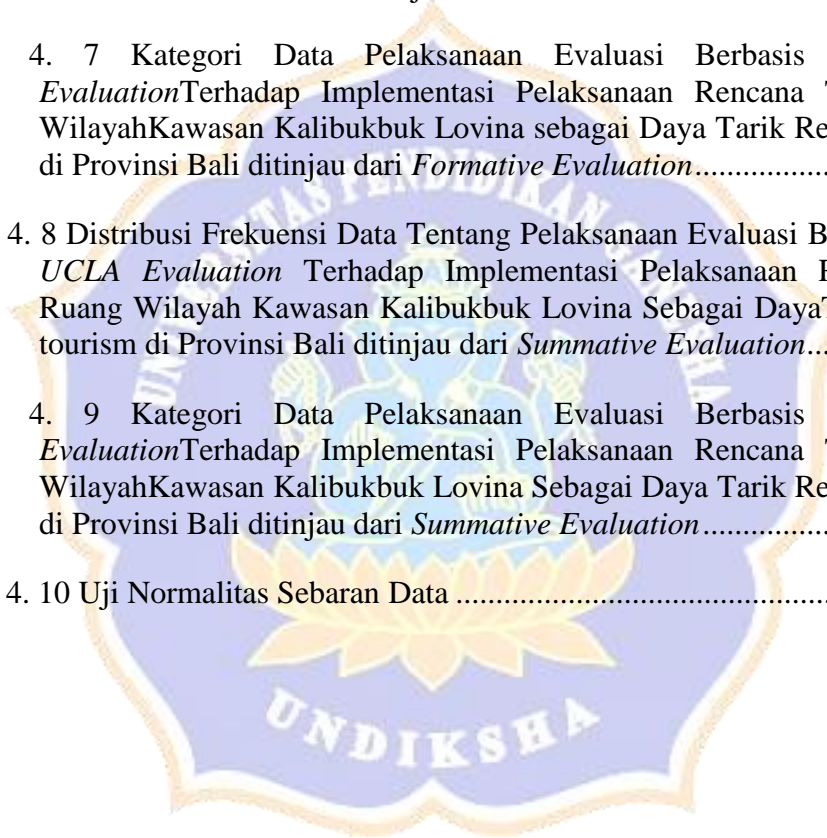 4. 7 Kategori Data Pelaksanaan Evaluasi Berbasis
EvaluationTerhadap Implementasi Pelaksanaan Rencana
WilayahKawasan Kalibukbuk Lovina sebagai Daya Tarik Re
di Provinsi Bali ditinjau dari Formative Evaluation.................
4. 8 Distribusi Frekuensi Data Tentang Pelaksanaan Evaluasi B
UCLA Evaluation Terhadap Implementasi Pelaksanaan
Ruang Wilayah Kawasan Kalibukbuk Lovina Sebagai DayaT
tourism di Provinsi Bali ditinjau dari Summative Evaluation...
4. 9 Kategori Data Pelaksanaan Evaluasi Berbasis
EvaluationTerhadap Implementasi Pelaksanaan Rencana
WilayahKawasan Kalibukbuk Lovina Sebagai Daya Tarik Re
di Provinsi Bali ditinjau dari Summative Evaluation................
4. 10 Uji Normalitas Sebaran Data ..............................................
UNIVERSITAS PENDIDIKAN GANESHA
UNDIKSHA